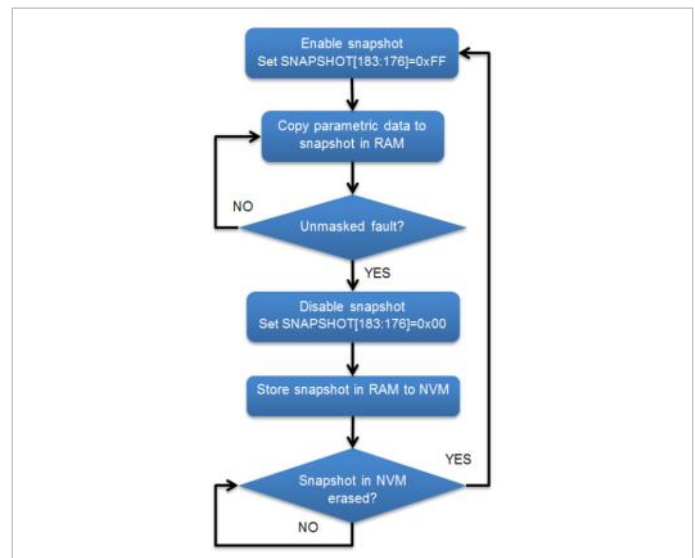 Enable snapshot
Set SNAPSHOT[183:176]=0xFF
Copy parametric data to
snapshot in RAM
NO
Unmasked fault?
YES
Disable snapshot
Set SNAPSHOT[183:176]=0x00
Store snapshot in RAM to NVM
YES
Snapshot in NVM
erased?
NO